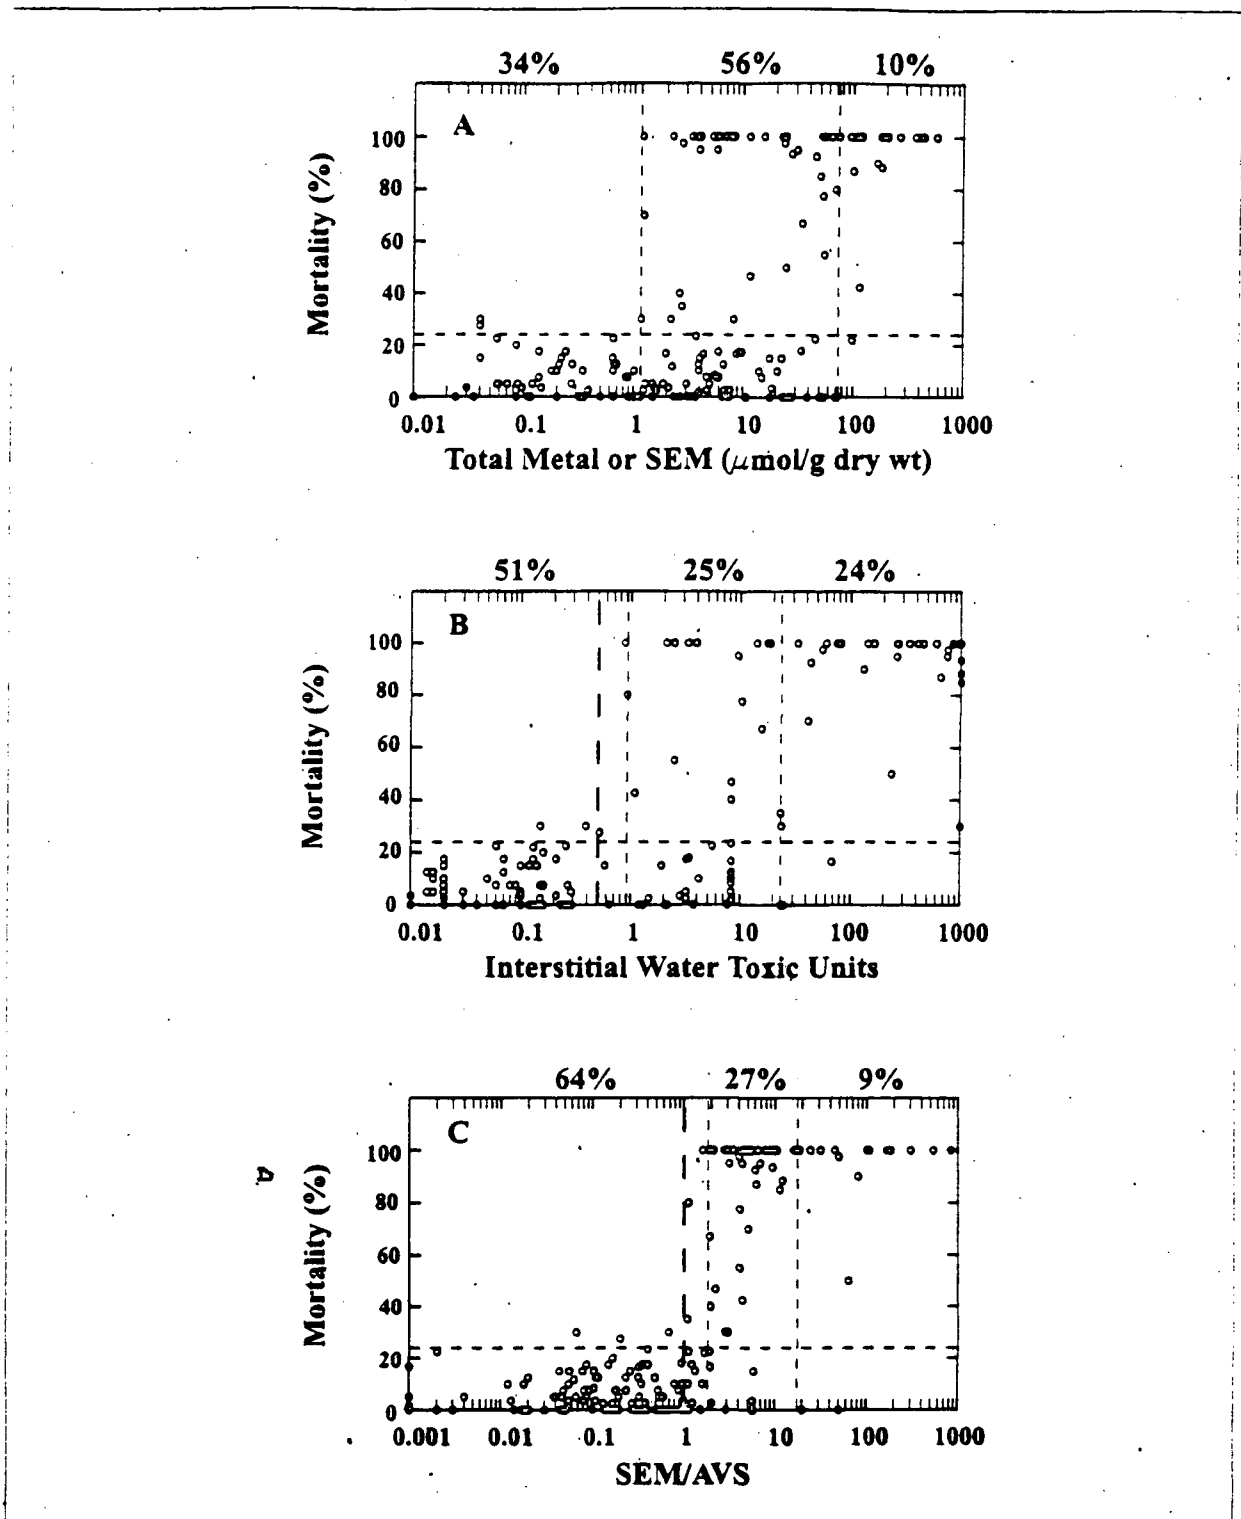 34% 56% 10%
A
100
80
60
40
20
0
Mortality (%)
0.01 0.1 1 10 100 1000
Total Metal or SEM (μmol/g dry wt)
51% 25% 24%
B
100
80
60
40
20
0
Mortality (%)
0.01 0.1 1 10 100 1000
Interstitial Water Toxic Units
64% 27% 9%
C
100
80
60
40
20
0
Mortality (%)
0.001 0.01 0.1 1 10 100 1000
SEM/AVS